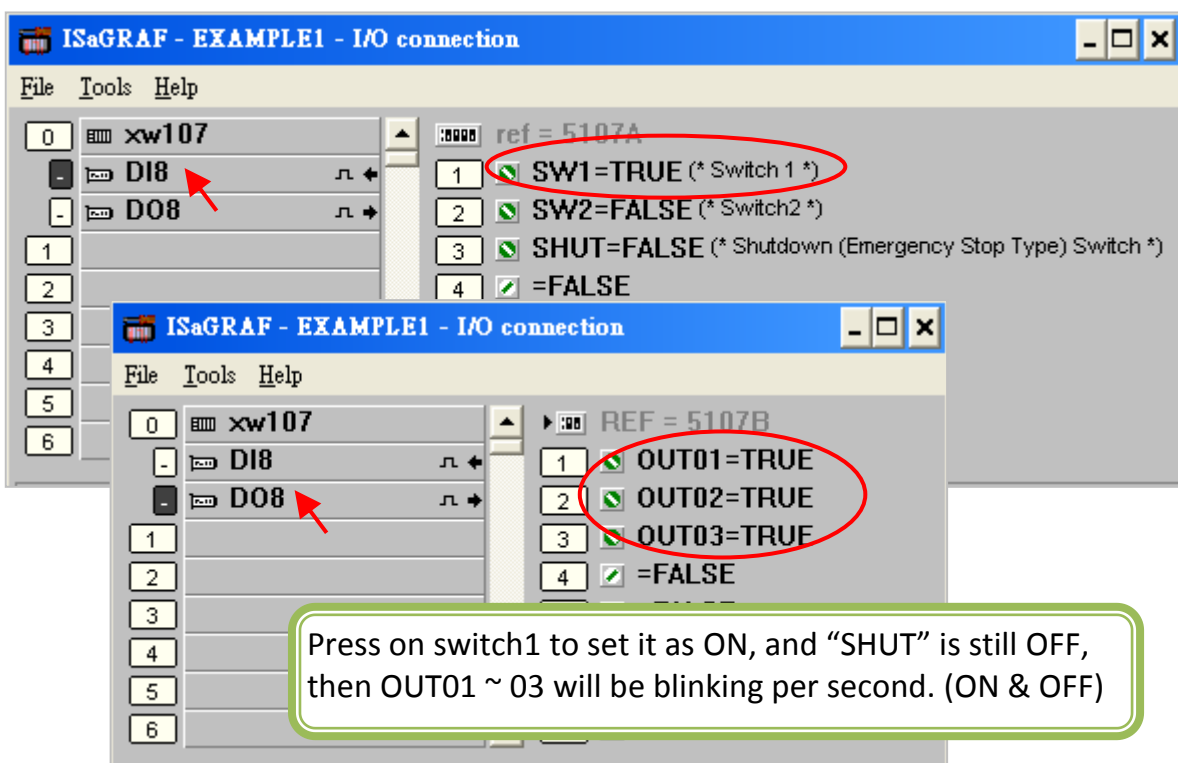 ISaGRAF - EXAMPLE1 - I/O connection
File Tools Help
0 xw107
- DI8
- DO8
1
2
3
4
5
6
ref = 5107A
1 SW1=TRUE (* Switch 1 *)
2 SW2=FALSE (* Switch2 *)
3 SHUT=FALSE (* Shutdown (Emergency Stop Type) Switch *)
4 =FALSE
ISaGRAF - EXAMPLE1 - I/O connection
File Tools Help
0 xw107
- DI8
- DO8
1
2
3
4
5
6
REF = 5107B
1 OUT01=TRUE
2 OUT02=TRUE
3 OUT03=TRUE
4 =FALSE
Press on switch1 to set it as ON, and “SHUT” is still OFF,
then OUT01 ~ 03 will be blinking per second. (ON & OFF)